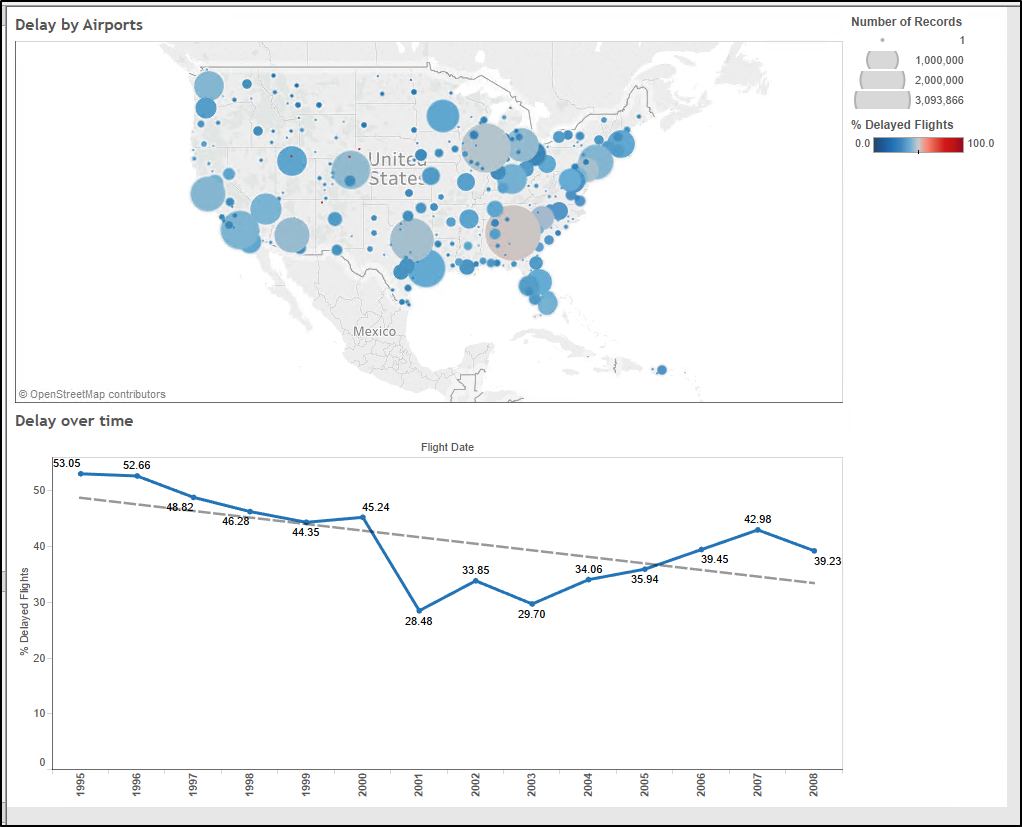 Delay by Airports
Number of Records
1
1,000,000
2,000,000
3,093,866
% Delayed Flights
0.0 100.0
United
States
Mexico
© OpenStreetMap contributors
Delay over time
Flight Date
% Delayed Flights
50
40
30
20
10
0
53.05
52.66
48.82
46.28
44.35
45.24
28.48
33.85
29.70
34.06
35.94
39.45
42.98
39.23
1995 1996 1997 1998 1999 2000 2001 2002 2003 2004 2005 2006 2007 2008